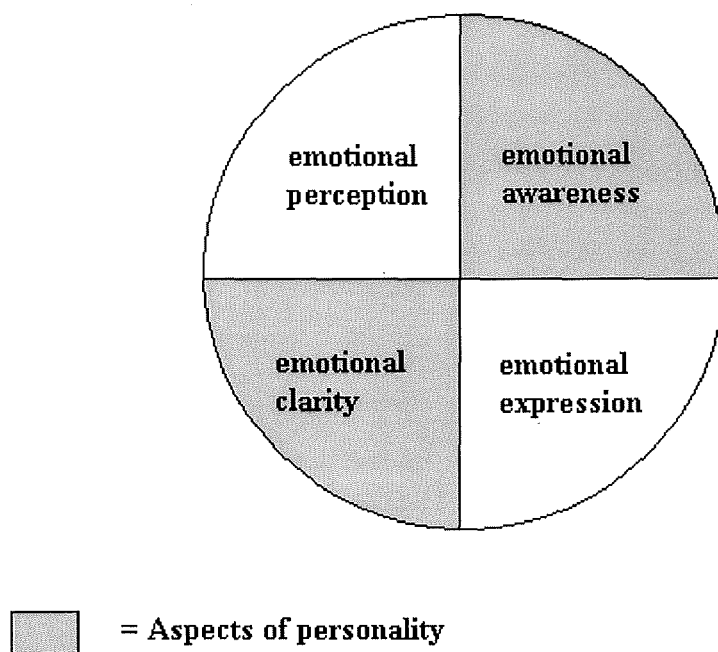 emotional
perception
emotional
awareness
emotional
clarity
emotional
expression
= Aspects of personality